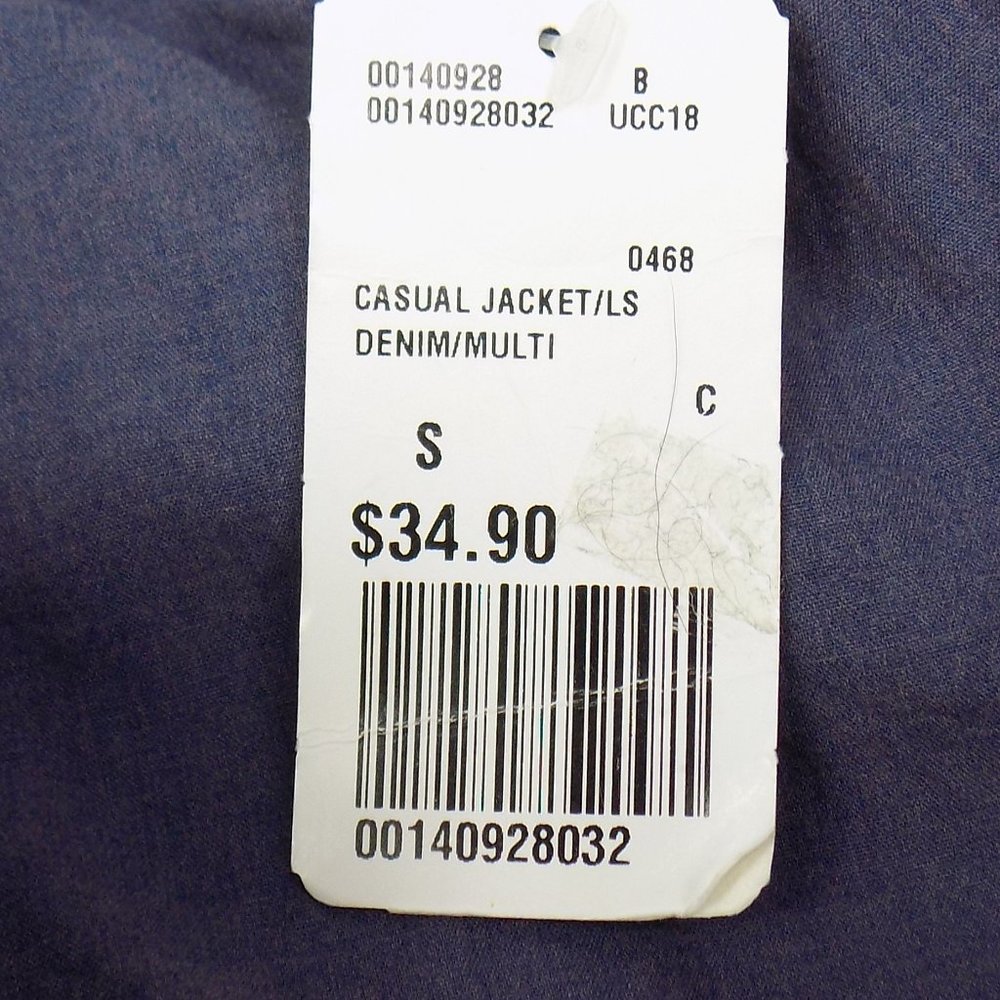 00140928 B
00140928032 UCC18
0468
CASUAL JACKET/LS
DENIM/MULTI
C
S
$34.90
00140928032